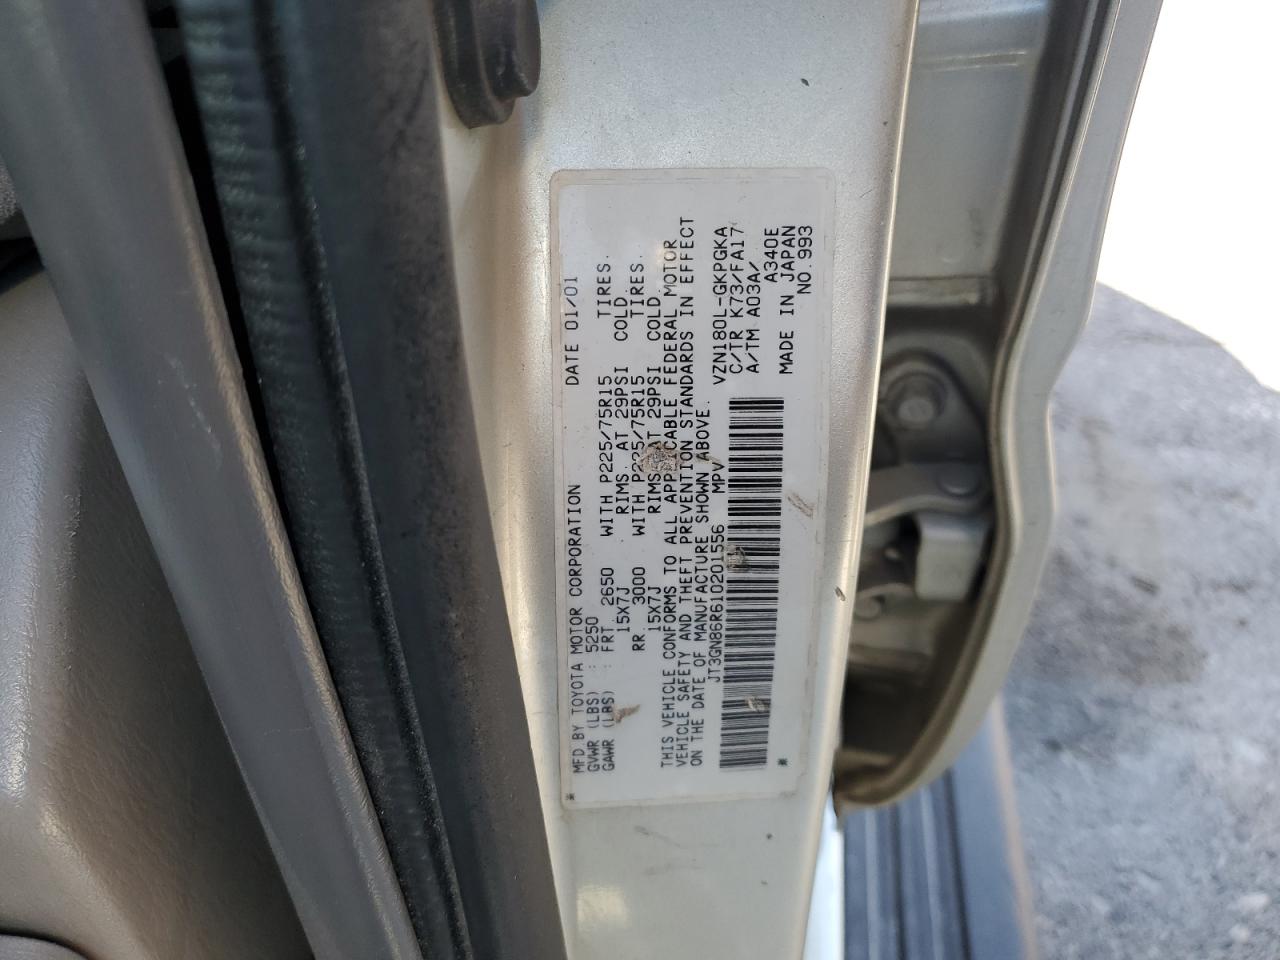 MFD. BY TOYOTA MOTOR CORPORATION DATE 01/01
GVWR (LBS) : 5250
GAWR (LBS) : FRT. 2650 WITH P225/75R15 TIRES.
15X7J RIMS. AT 29PSI COLD.
RR. 3000 WITH P225/75R15 TIRES.
15X7J RIMS AT 29PSI COLD.
THIS VEHICLE CONFORMS TO ALL APPLICABLE FEDERAL MOTOR
VEHICLE SAFETY AND THEFT PREVENTION STANDARDS IN EFFECT
ON THE DATE OF MANUFACTURE SHOWN ABOVE.
JT3GN86R610201556 MPV VZN180L-GKPGKA
C/TR K73/FA17
A/TM A03A/
A340E
MADE IN JAPAN
NO.993